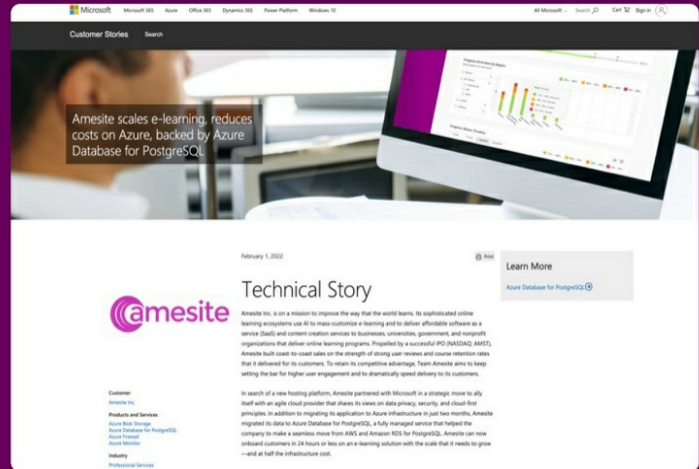 Microsoft Microsoft 365 Azure Office 365 Dynamics 365 Power Platform Windows 10 All Microsoft Search Cart Sign in
Customer Stories Search
Amesite scales e-learning, reduces
costs on Azure, backed by Azure
Database for PostgreSQL
February 1, 2022
Print
Learn More
Azure Database for PostgreSQL
Technical Story
amesite
Amesite Inc. is on a mission to improve the way that the world learns. Its sophisticated online
learning ecosystems use AI to mass-customize e-learning and to deliver affordable software as a
service (SaaS) and content creation services to businesses, universities, government, and nonprofit
organizations that deliver online learning programs. Propelled by a successful IPO (NASDAQ: AMST),
Amesite built coast-to-coast sales on the strength of strong user reviews and course retention rates
that it delivered for its customers. To retain its competitive advantage, Team Amesite aims to keep
setting the bar for higher user engagement and to dramatically speed delivery to its customers.
In search of a new hosting platform, Amesite partnered with Microsoft in a strategic move to ally
itself with an agile cloud provider that shares its views on data privacy, security, and cloud-first
principles. In addition to migrating its application to Azure infrastructure in just two months, Amesite
migrated its data to Azure Database for PostgreSQL, a fully managed service that helped the
company to make a seamless move from AWS and Amazon RDS for PostgreSQL. Amesite can now
onboard customers in 24 hours or less on an e-learning solution with the scale that it needs to grow
—and at half the infrastructure cost.
Customer
Amesite Inc.
Products and Services
Azure Blob Storage
Azure Database for PostgreSQL
Azure Firewall
Azure Monitor
Industry
Professional Services